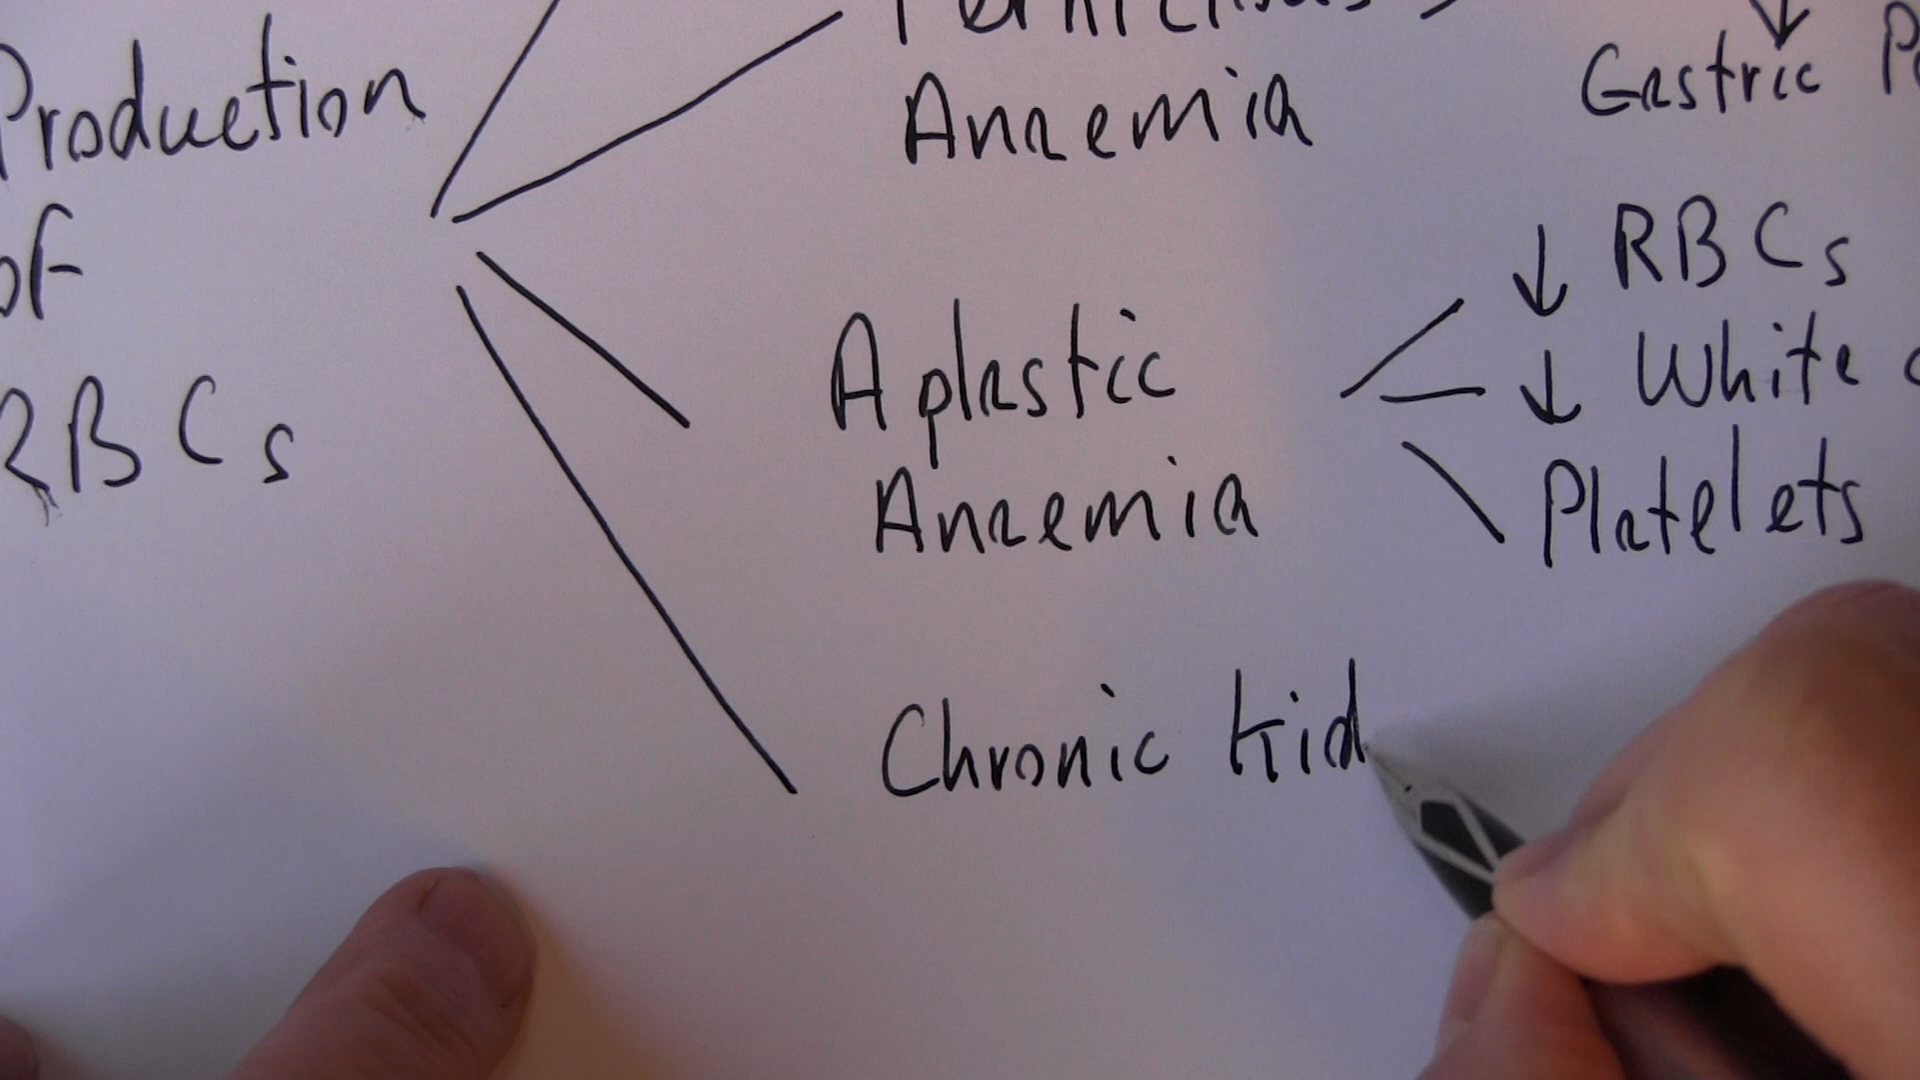 Production
of
RBCs
Anaemia
Gastric
Aplastic
Anaemia
↓ RBCs
↓ White
Platelets
Chronic Kid